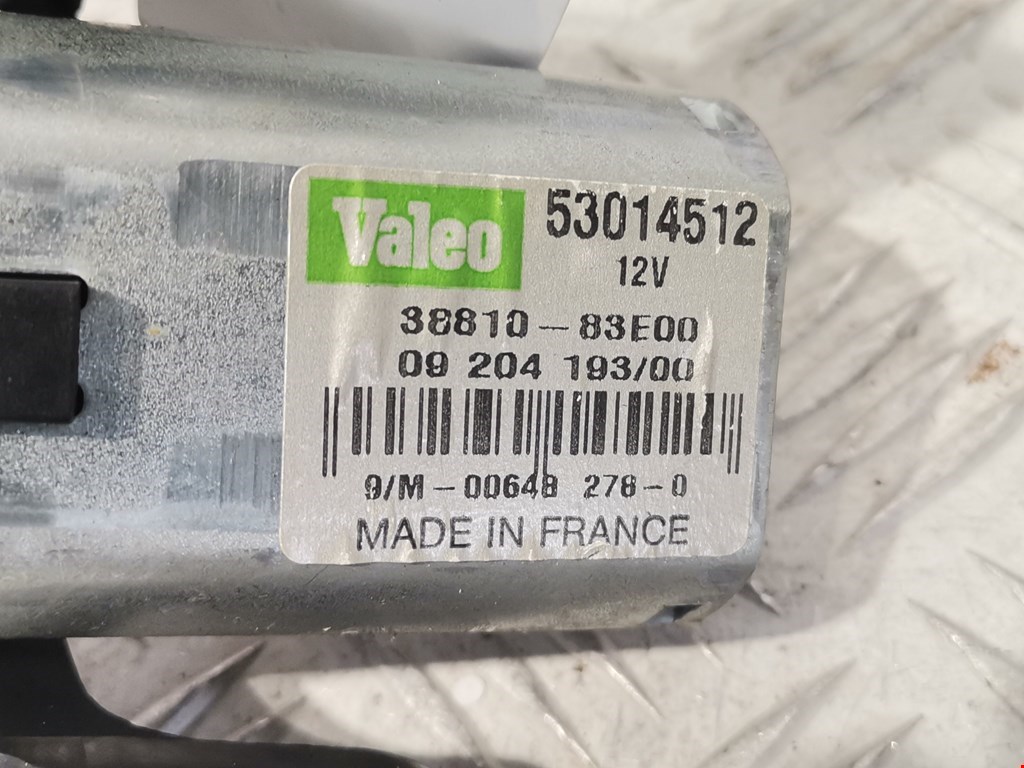 Valeo 53014512
12V
38810-83E00
09 204 193/00
9/M-00648 278-0
MADE IN FRANCE